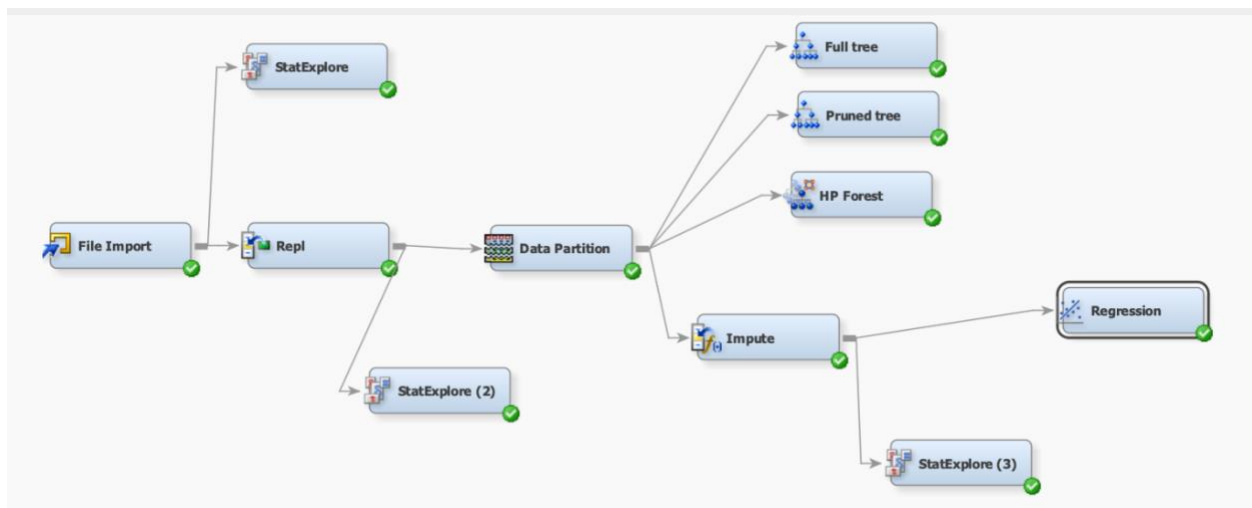 Full tree
StatExplore
Pruned tree
HP Forest
File Import
Repl
Data Partition
Impute
Regression
StatExplore (2)
StatExplore (3)